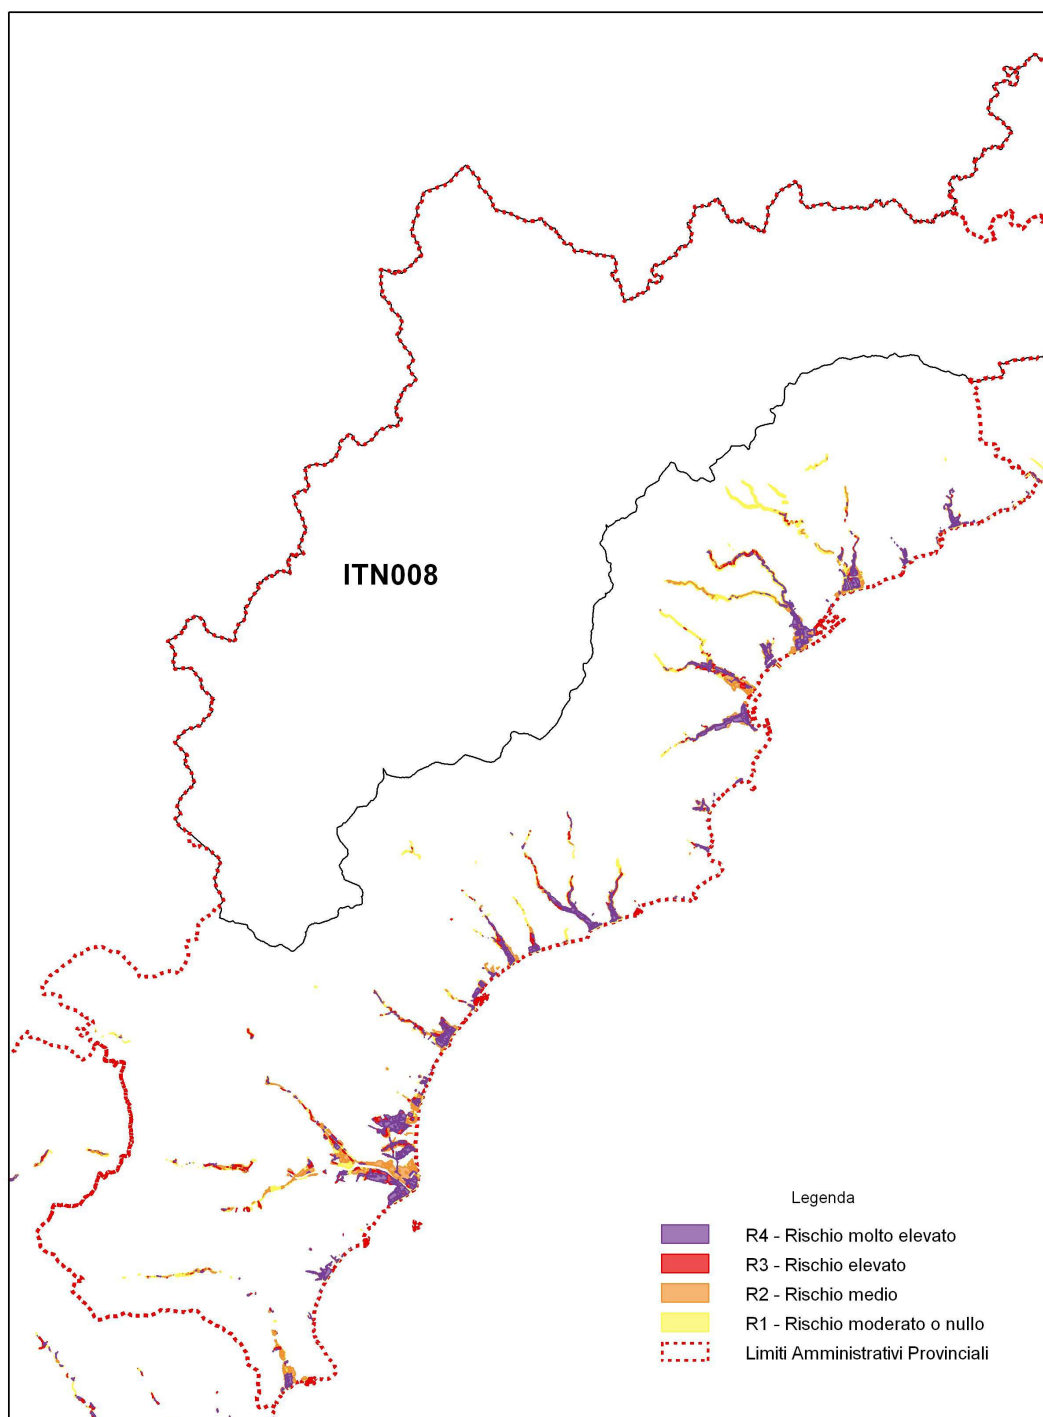 ITN008
Legenda
R4 - Rischio molto elevato
R3 - Rischio elevato
R2 - Rischio medio
R1 - Rischio moderato o nullo
Limiti Amministrativi Provinciali